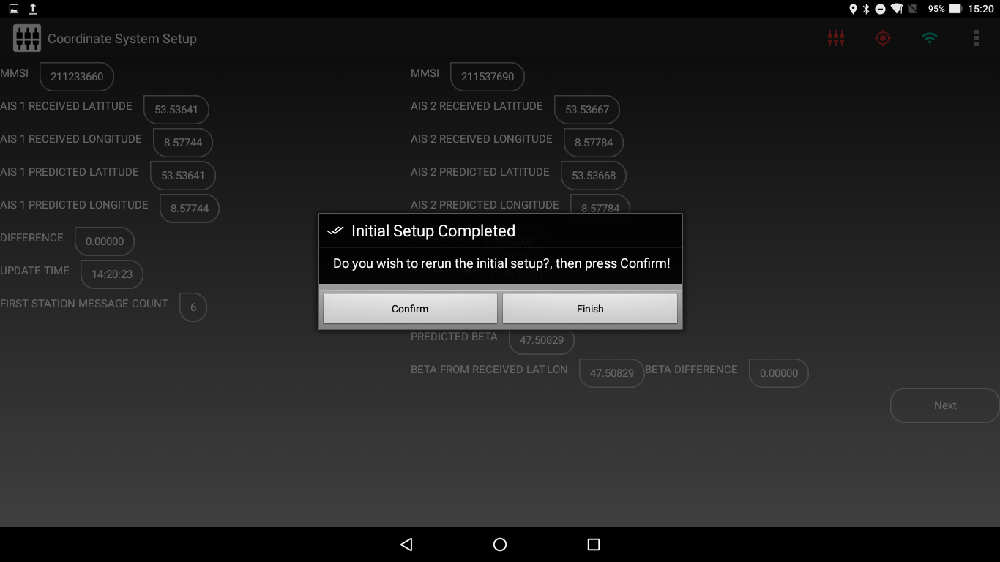 95% 15:20
Coordinate System Setup
MMSI 211233660
AIS 1 RECEIVED LATITUDE 53.53641
AIS 1 RECEIVED LONGITUDE 8.57744
AIS 1 PREDICTED LATITUDE 53.53641
AIS 1 PREDICTED LONGITUDE 8.57744
DIFFERENCE 0.00000
UPDATE TIME 14:20:23
FIRST STATION MESSAGE COUNT 6
MMSI 211537690
AIS 2 RECEIVED LATITUDE 53.53667
AIS 2 RECEIVED LONGITUDE 8.57784
AIS 2 PREDICTED LATITUDE 53.53668
AIS 2 PREDICTED LONGITUDE 8.57784
0.00000
Initial Setup Completed
Do you wish to rerun the initial setup?, then press Confirm!
Confirm Finish
PREDICTED BETA 47.50829
BETA FROM RECEIVED LAT-LON 47.50829 BETA DIFFERENCE 0.00000
Next